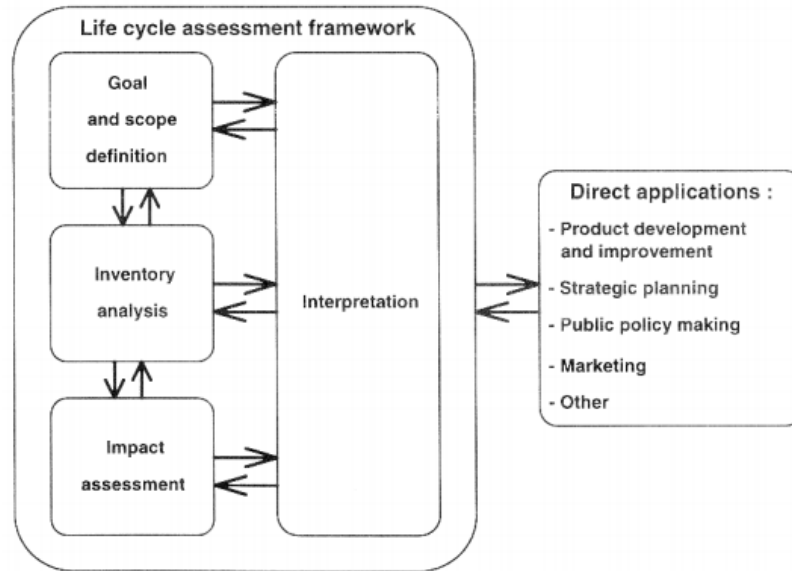 Life cycle assessment framework
Goal
and scope
definition
Inventory
analysis
Impact
assessment
Interpretation
Direct applications :
- Product development
and improvement
- Strategic planning
- Public policy making
- Marketing
- Other